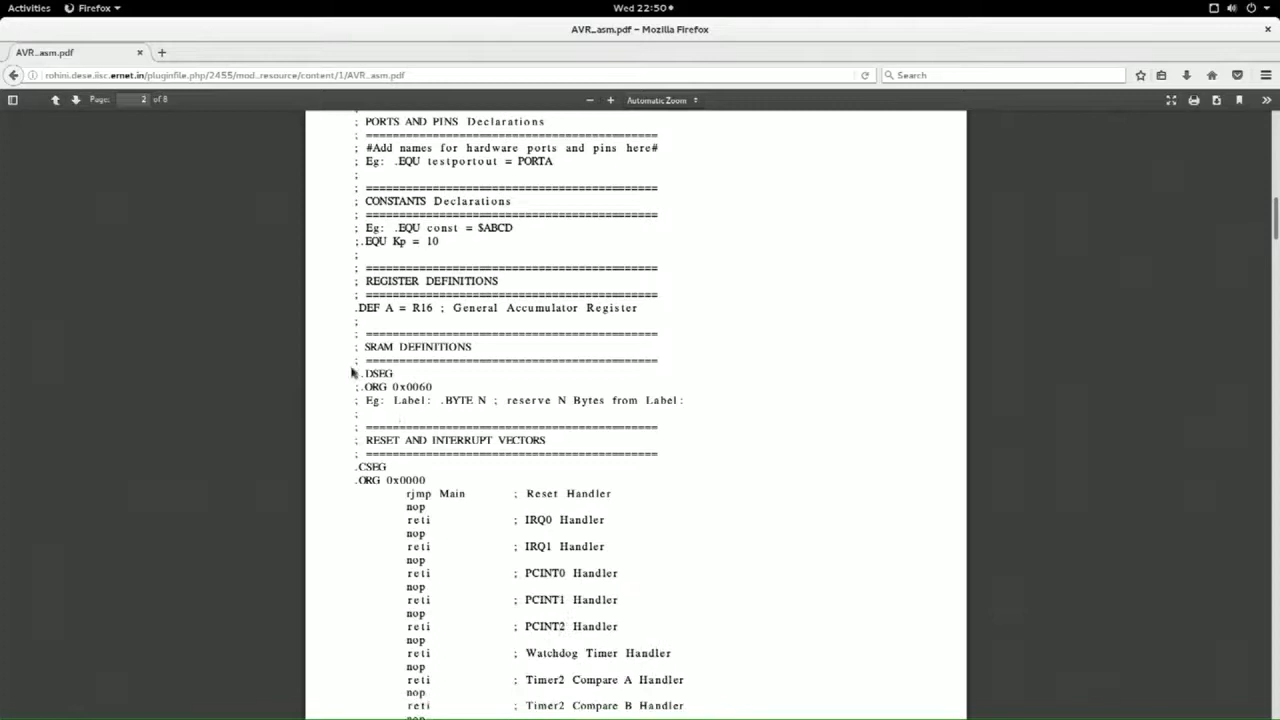 Activities Firefox Wed 22:50
AVR_asm.pdf – Mozilla Firefox
AVR_asm.pdf
rohini.dese.iisc.ernet.in/pluginfile.php/2455/mod_resource/content/1/AVR_asm.pdf Search
Page: 2 of 8 Automatic Zoom
; PORTS AND PINS Declarations
; ===================================
; #Add names for hardware ports and pins here#
; Eg: .EQU testportout = PORTA
;
; ===================================
; CONSTANTS Declarations
; ===================================
; Eg: .EQU const = $ABCD
;.EQU Kp = 10
;
; ===================================
; REGISTER DEFINITIONS
; ===================================
.DEF A = R16 ; General Accumulator Register
;
; ===================================
; SRAM DEFINITIONS
; ===================================
;.DSEG
;.ORG 0x0060
; Eg: Label: .BYTE N ; reserve N Bytes from Label:
;
; ===================================
; RESET AND INTERRUPT VECTORS
; ===================================
.CSEG
.ORG 0x0000
rjmp Main ; Reset Handler
nop
reti ; IRQ0 Handler
nop
reti ; IRQ1 Handler
nop
reti ; PCINT0 Handler
nop
reti ; PCINT1 Handler
nop
reti ; PCINT2 Handler
nop
reti ; Watchdog Timer Handler
nop
reti ; Timer2 Compare A Handler
nop
reti ; Timer2 Compare B Handler
nop